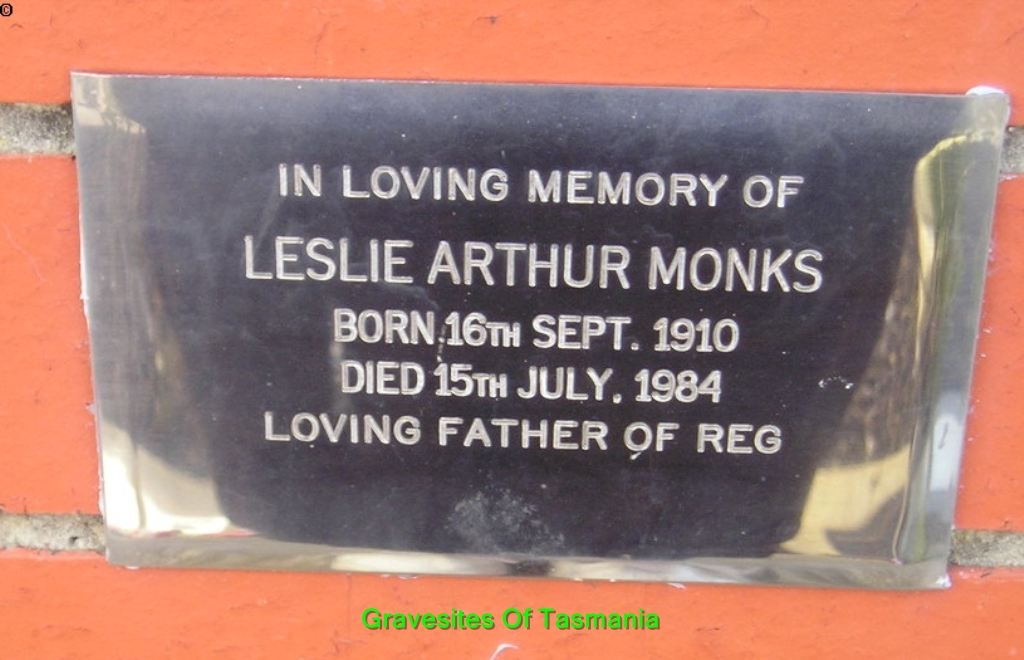 ©
IN LOVING MEMORY OF
LESLIE ARTHUR MONKS
BORN 16TH SEPT. 1910
DIED 15TH JULY, 1984
LOVING FATHER OF REG
Gravesites Of Tasmania